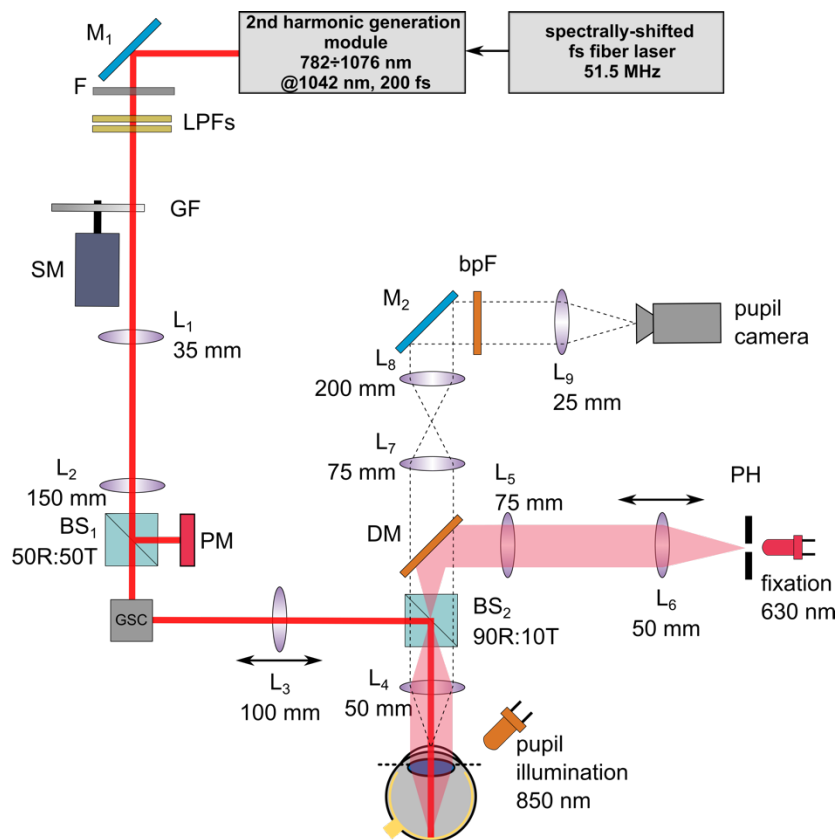 M₁
2nd harmonic generation
module
782÷1076 nm
@1042 nm, 200 fs
spectrally-shifted
fs fiber laser
51.5 MHz
F
LPFs
GF
SM
L₁
35 mm
L₂
150 mm
BS₁
50R:50T
PM
GSC
L₃
100 mm
M₂
bpF
L₈
200 mm
L₉
25 mm
pupil
camera
L₇
75 mm
L₅
75 mm
DM
PH
L₆
50 mm
fixation
630 nm
BS₂
90R:10T
L₄
50 mm
pupil
illumination
850 nm